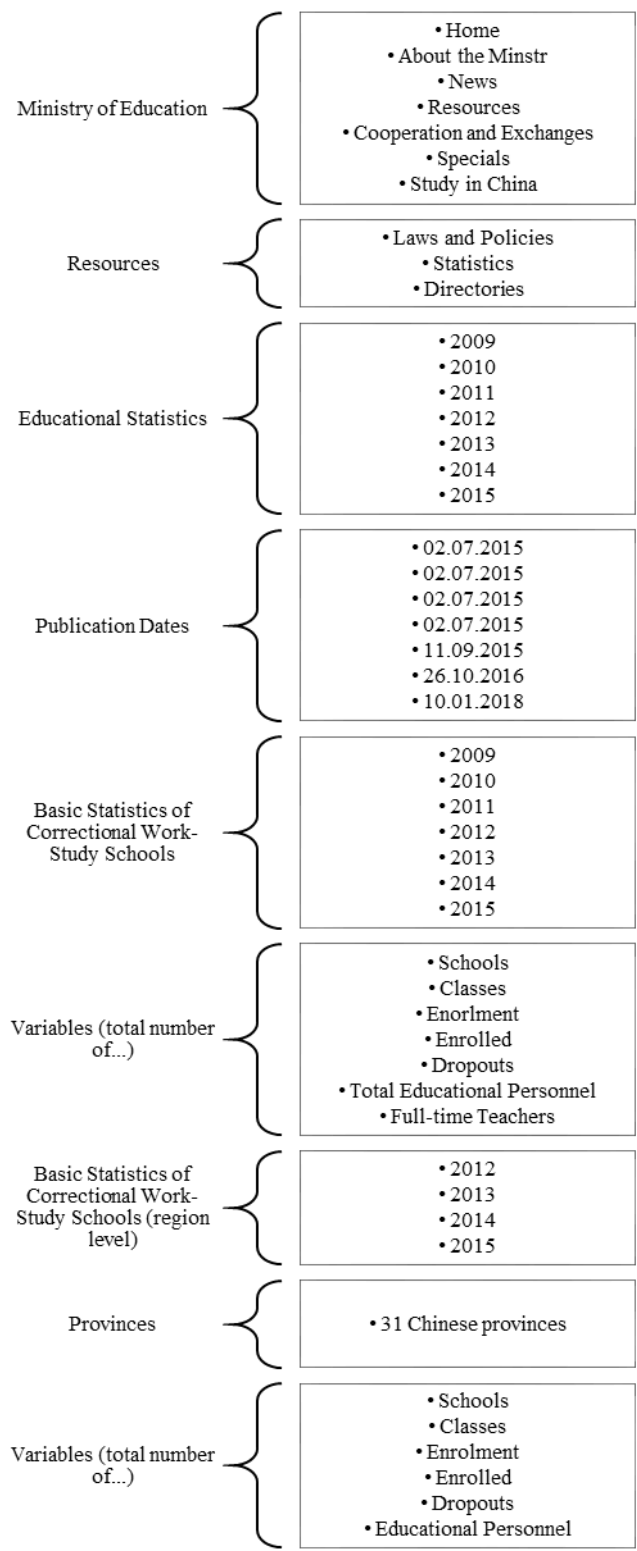 Ministry of Education
• Home
• About the Minstr
• News
• Resources
• Cooperation and Exchanges
• Specials
• Study in China
Resources
• Laws and Policies
• Statistics
• Directories
Educational Statistics
• 2009
• 2010
• 2011
• 2012
• 2013
• 2014
• 2015
Publication Dates
• 02.07.2015
• 02.07.2015
• 02.07.2015
• 02.07.2015
• 11.09.2015
• 26.10.2016
• 10.01.2018
Basic Statistics of
Correctional Work-
Study Schools
• 2009
• 2010
• 2011
• 2012
• 2013
• 2014
• 2015
Variables (total number
of...)
• Schools
• Classes
• Enorlment
• Enrolled
• Dropouts
• Total Educational Personnel
• Full-time Teachers
Basic Statistics of
Correctional Work-
Study Schools (region
level)
• 2012
• 2013
• 2014
• 2015
Provinces
• 31 Chinese provinces
Variables (total number
of...)
• Schools
• Classes
• Enrolment
• Enrolled
• Dropouts
• Educational Personnel